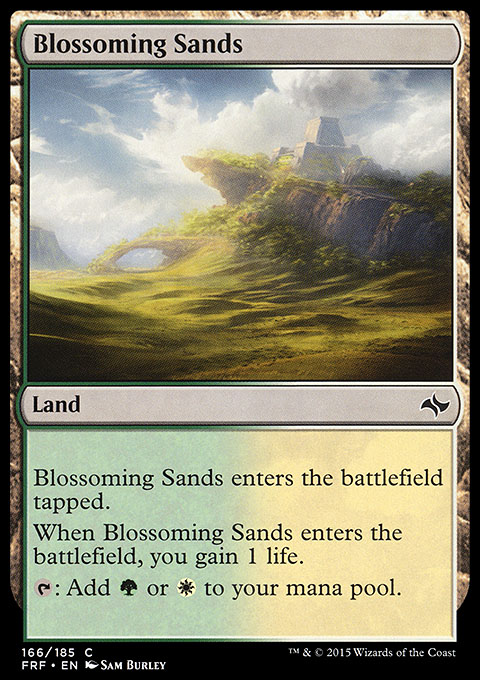 Blossoming Sands
Land
Blossoming Sands enters the battlefield
tapped.
When Blossoming Sands enters the
battlefield, you gain 1 life.
: Add or to your mana pool.
166/185 C
FRF • EN Sam Burley
™ & © 2015 Wizards of the Coast